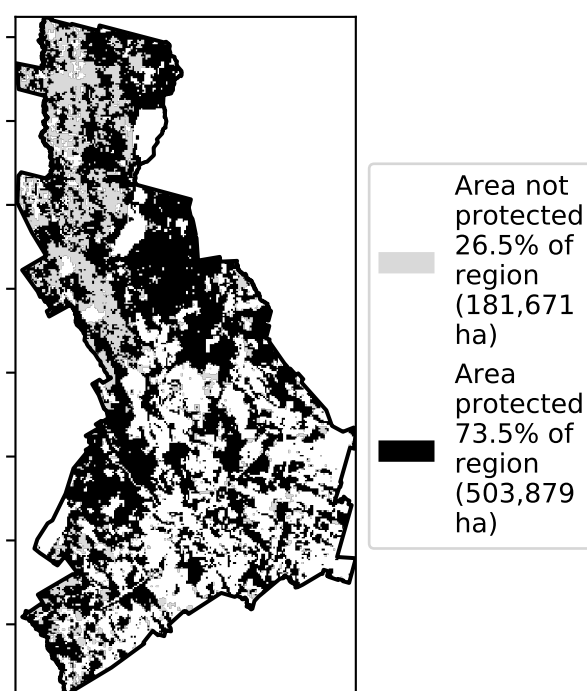 Area not
protected
26.5% of
region
(181,671
ha)
Area
protected
73.5% of
region
(503,879
ha)